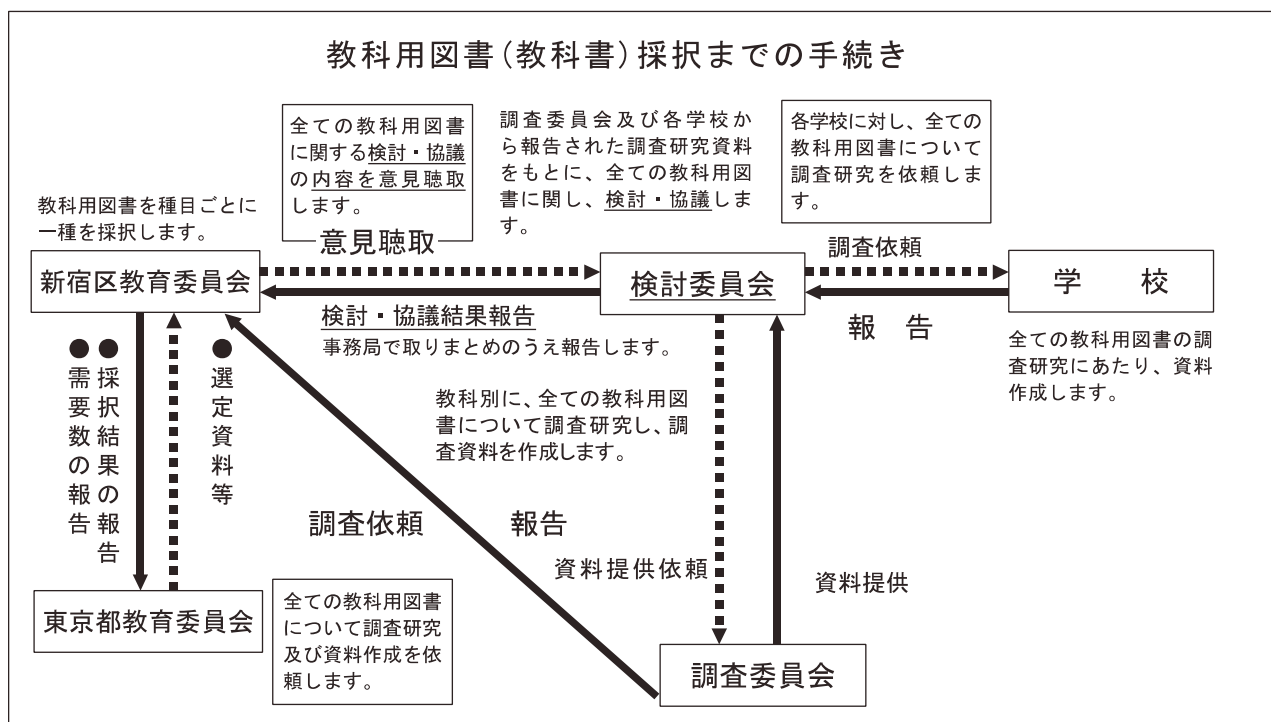 教科用図書(教科書)採択までの手続き
全ての教科用図書
に関する検討・協議
の内容を意見聴取
します。
調査委員会及び各学校か
ら報告された調査研究資料
をもとに、全ての教科用図
書に関し、検討・協議しま
す。
各学校に対し、全ての
教科用図書について
調査研究を依頼しま
す。
教科用図書を種目ごとに
一種を採択します。
意見聴取
調査依頼
新宿区教育委員会
検討委員会
学校
検討・協議結果報告
事務局で取りまとめのうえ報告します。
報告
全ての教科用図書の調
査研究にあたり、資料
作成します。
●選定資料等
●採択結果の報告
●需要数の報告
教科別に、全ての教科用図
書について調査研究し、調
査資料を作成します。
調査依頼
報告
資料提供依頼
資料提供
東京都教育委員会
全ての教科用図書
について調査研究
及び資料作成を依
頼します。
調査委員会